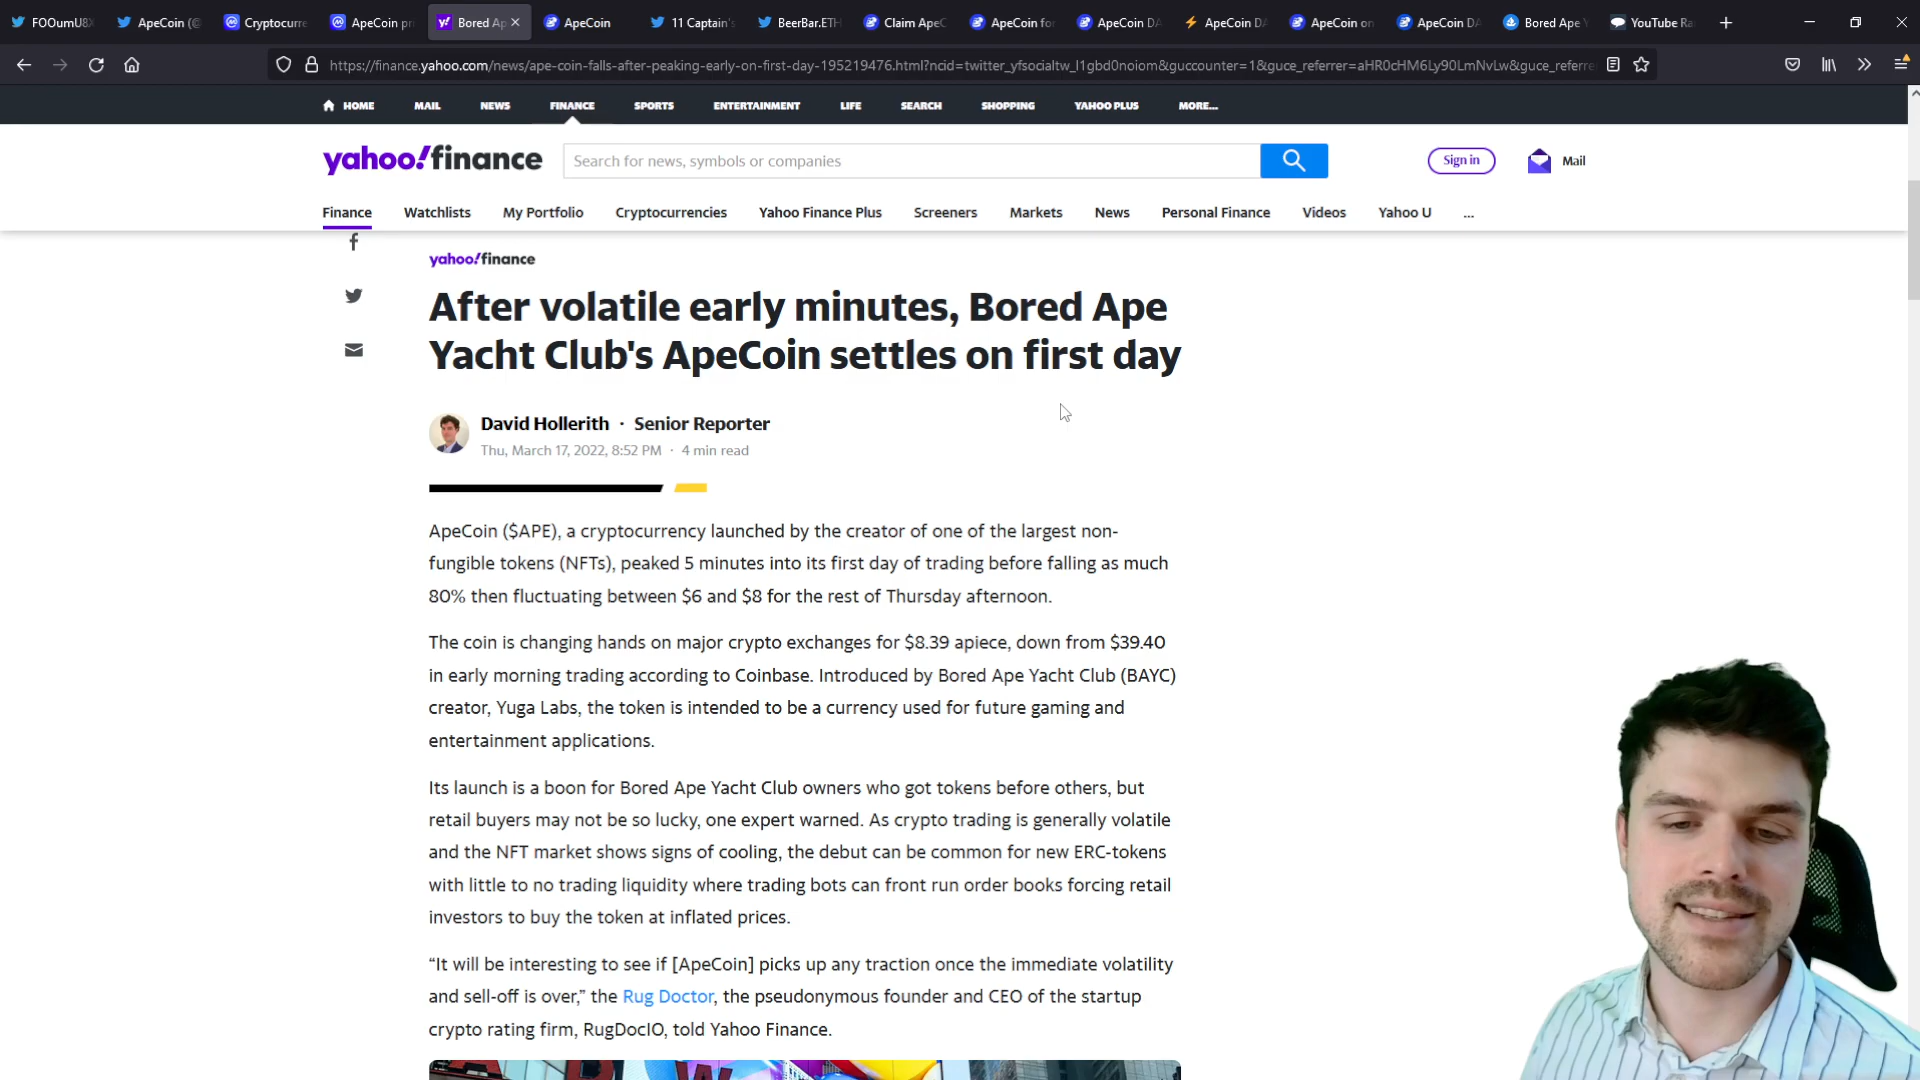 FOOumU8X
ApeCoin (@
Cryptocurre
ApeCoin pri
Bored Ap
ApeCoin
11 Captain's
BeerBar.ETH
Claim ApeC
ApeCoin for
ApeCoin DA
ApeCoin DA
ApeCoin on
ApeCoin DA
Bored Ape Y
YouTube Ra
https://finance.yahoo.com/news/ape-coin-falls-after-peaking-early-on-first-day-195219476.html?ncid=twitter_yfsocialtw_l1gbd0noiom&guccounter=1&guce_referrer=aHR0cHM6Ly90LmNvLw&guce_referre
HOME MAIL NEWS FINANCE SPORTS ENTERTAINMENT LIFE SEARCH SHOPPING YAHOO PLUS MORE...
yahoo!finance
Search for news, symbols or companies
Sign in
Mail
Finance Watchlists My Portfolio Cryptocurrencies Yahoo Finance Plus Screeners Markets News Personal Finance Videos Yahoo U ...
yahoo!finance
After volatile early minutes, Bored Ape
Yacht Club's ApeCoin settles on first day
David Hollerith · Senior Reporter
Thu, March 17, 2022, 8:52 PM · 4 min read
ApeCoin ($APE), a cryptocurrency launched by the creator of one of the largest non-
fungible tokens (NFTs), peaked 5 minutes into its first day of trading before falling as much
80% then fluctuating between $6 and $8 for the rest of Thursday afternoon.
The coin is changing hands on major crypto exchanges for $8.39 apiece, down from $39.40
in early morning trading according to Coinbase. Introduced by Bored Ape Yacht Club (BAYC)
creator, Yuga Labs, the token is intended to be a currency used for future gaming and
entertainment applications.
Its launch is a boon for Bored Ape Yacht Club owners who got tokens before others, but
retail buyers may not be so lucky, one expert warned. As crypto trading is generally volatile
and the NFT market shows signs of cooling, the debut can be common for new ERC-tokens
with little to no trading liquidity where trading bots can front run order books forcing retail
investors to buy the token at inflated prices.
“It will be interesting to see if [ApeCoin] picks up any traction once the immediate volatility
and sell-off is over,” the Rug Doctor, the pseudonymous founder and CEO of the startup
crypto rating firm, RugDocIO, told Yahoo Finance.